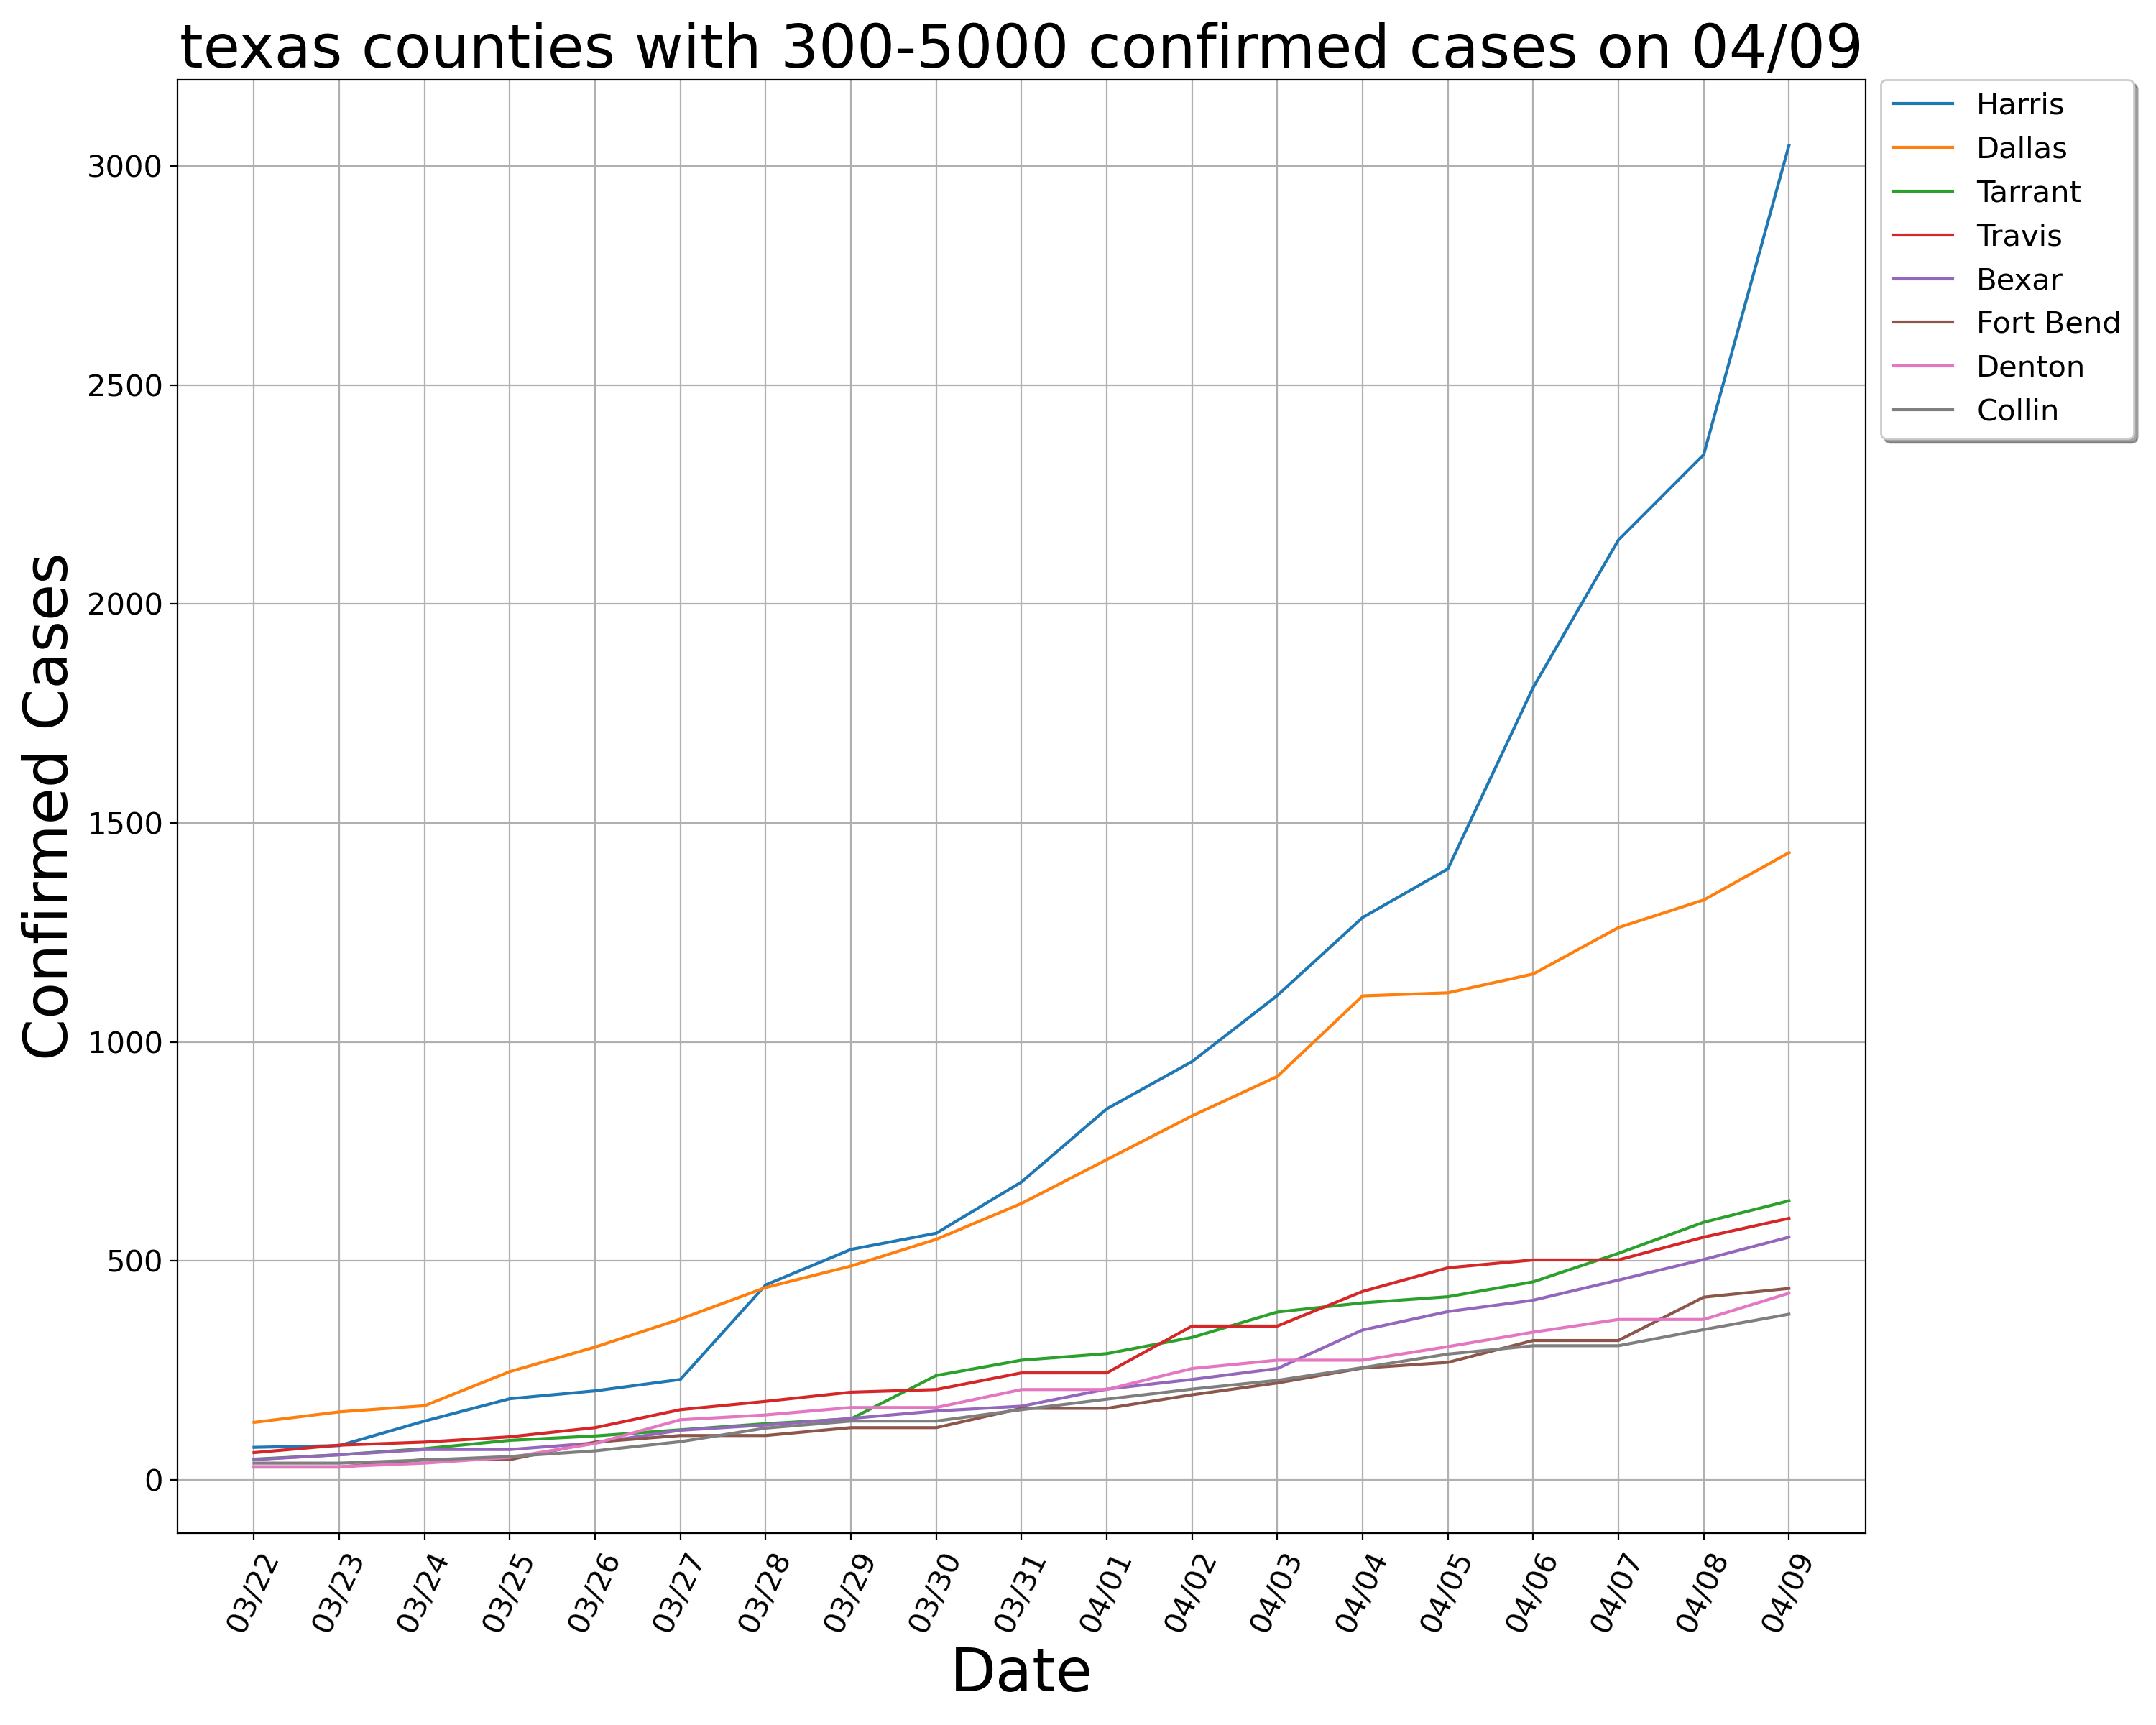 texas counties with 300-5000 confirmed cases on 04/09
Harris
Dallas
Tarrant
Travis
Bexar
Fort Bend
Denton
Collin
Confirmed Cases
3000
2500
2000
1500
1000
500
0
03/22
03/23
03/24
03/25
03/26
03/27
03/28
03/29
03/30
03/31
04/01
04/02
04/03
04/04
04/05
04/06
04/07
04/08
04/09
Date